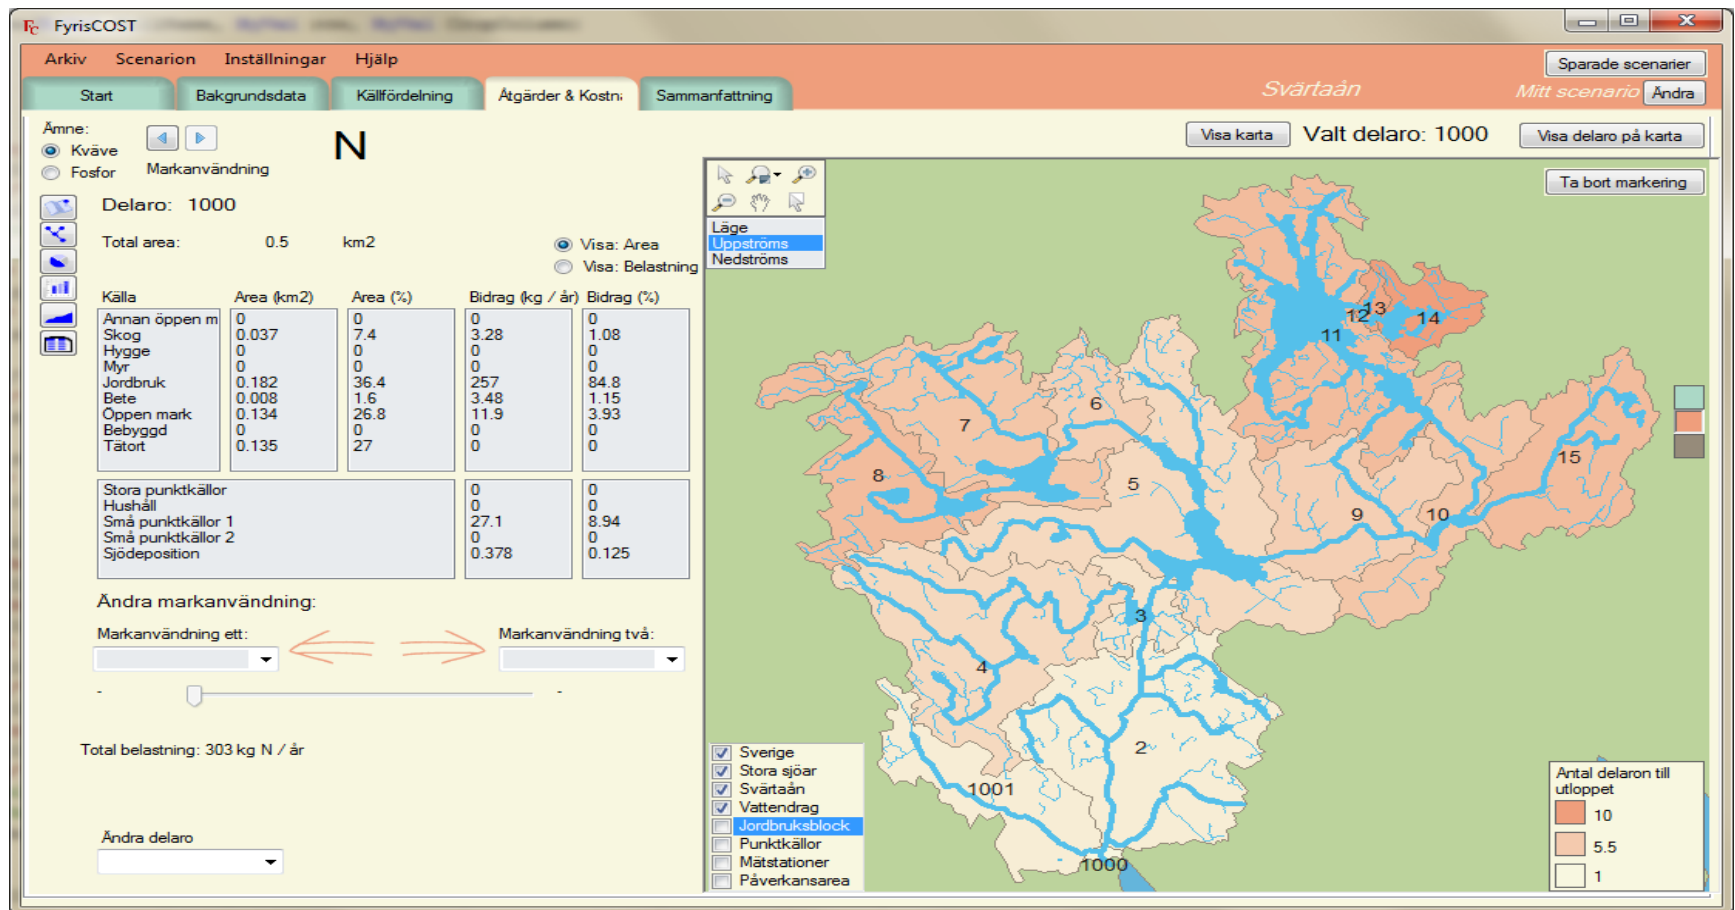 FC FyrisCOST
Arkiv Scenarion Inställningar Hjälp
Sparade scenarier
Start Bakgrundsdata Källfördelning Åtgärder & Kostn Sammanfattning
Svärtaån
Mitt scenario Ändra
Ämne:
Kväve
Fosfor
Markanvändning
N
Visa karta Valt delaro: 1000 Visa delaro på karta
Ta bort markering
Delaro: 1000
Total area: 0.5 km2
Visa: Area
Visa: Belastning
Läge
Uppströms
Nedströms
Källa Area (km2) Area (%) Bidrag (kg / år) Bidrag (%)
Annan öppen m 0 0 0 0
Skog 0.037 7.4 3.28 1.08
Hygge 0 0 0 0
Myr 0 0 0 0
Jordbruk 0.182 36.4 257 84.8
Bete 0.008 1.6 3.48 1.15
Öppen mark 0.134 26.8 11.9 3.93
Bebyggd 0 0 0 0
Tätort 0.135 27 0 0
Stora punktkällor 0 0
Hushåll 0 0
Små punktkällor 1 27.1 8.94
Små punktkällor 2 0 0
Sjödeposition 0.378 0.125
Ändra markanvändning:
Markanvändning ett: Markanvändning två:
- -
Total belastning: 303 kg N / år
Ändra delaro
13
12
14
11
6
7
15
8
5
9
10
3
4
2
1001
1000
Sverige
Stora sjöar
Svärtaån
Vattendrag
Jordbruksblock
Punktkällor
Mätstationer
Påverkansarea
Antal delaron till
utloppet
10
5.5
1